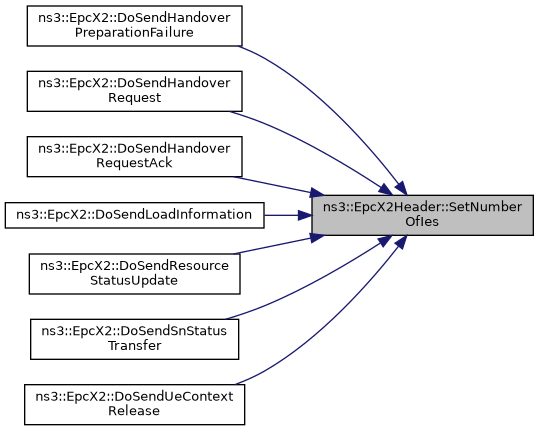 ns3::EpcX2::DoSendHandover
PreparationFailure
ns3::EpcX2::DoSendHandover
Request
ns3::EpcX2::DoSendHandover
RequestAck
ns3::EpcX2::DoSendLoadInformation
ns3::EpcX2::DoSendResource
StatusUpdate
ns3::EpcX2::DoSendSnStatus
Transfer
ns3::EpcX2::DoSendUeContext
Release
ns3::EpcX2Header::SetNumber
OfIes